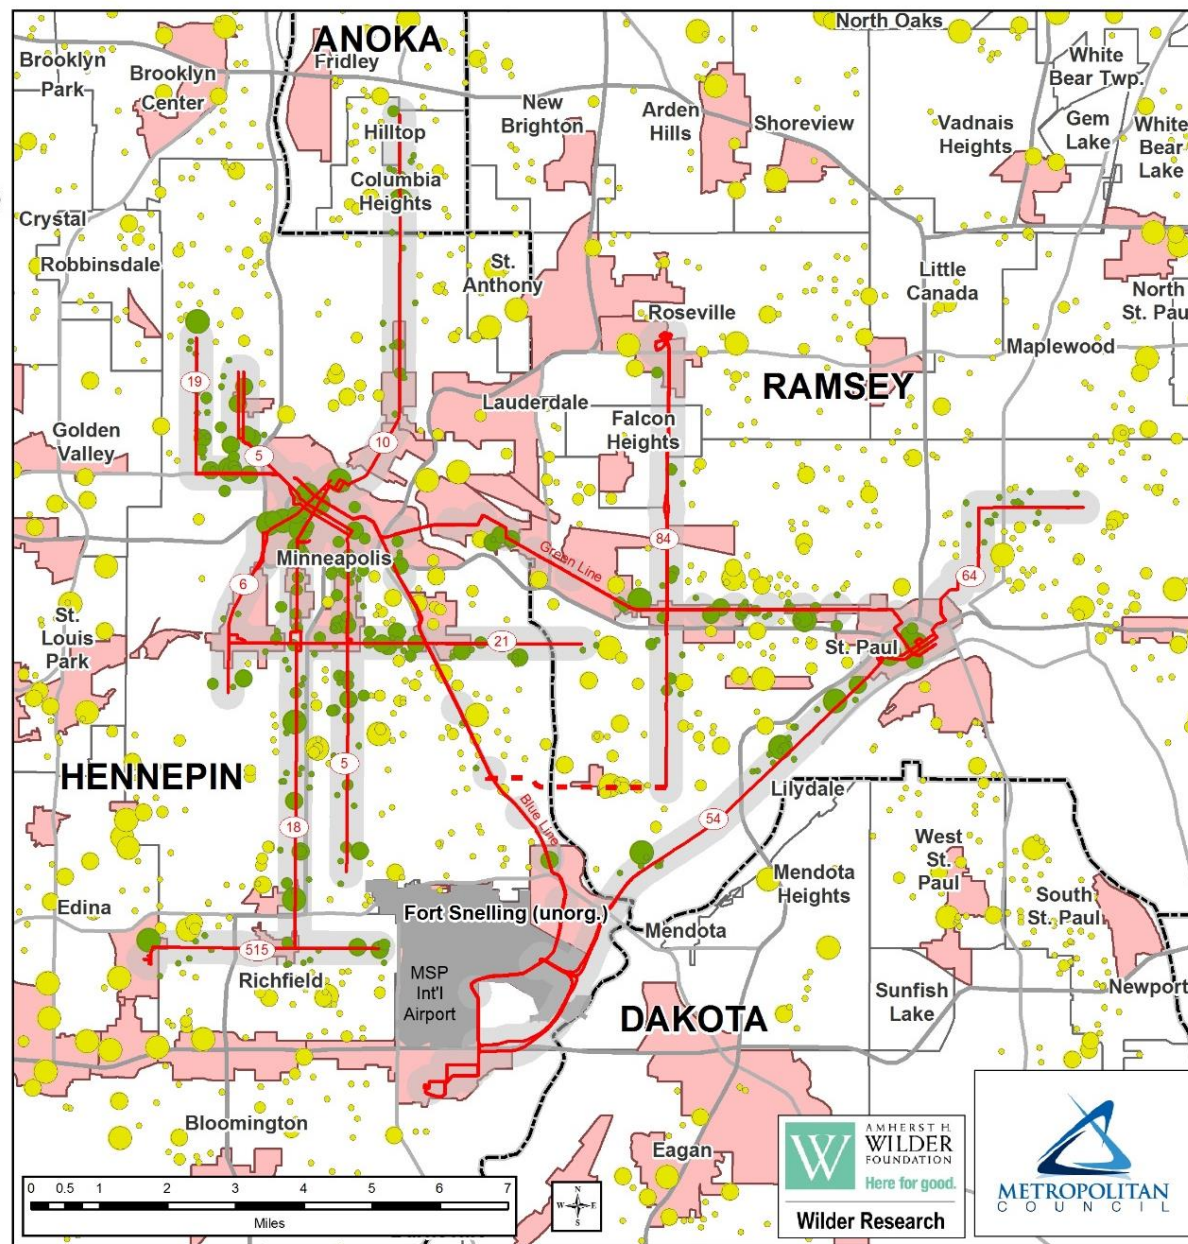 ANOKA
North Oaks
Brooklyn
Park
Brooklyn
Center
Fridley
White
Bear Twp.
New
Brighton
Arden
Hills
Shoreview
Vadnais
Heights
Gem
Lake
White
Bear
Lake
Hilltop
Columbia
Heights
Crystal
Robbinsdale
St.
Anthony
Little
Canada
North
St. Pau
Roseville
Maplewood
RAMSEY
19
Lauderdale
Falcon
Heights
Golden
Valley
10
5
84
Green Line
Minneapolis
6
64
St.
Louis
Park
21
St. Paul
HENNEPIN
5
Lilydale
Blue Line
18
54
West
St.
Paul
Mendota
Heights
South
St. Paul
Edina
Fort Snelling (unorg.)
Mendota
515
Richfield
MSP
Int'l
Airport
DAKOTA
Sunfish
Lake
Newport
Bloomington
Eagan
0 0.5 1 2 3 4 5 6 7
Miles
N
W E
S
W
AMHERST H.
WILDER
FOUNDATION
Here for good.
Wilder Research
METROPOLITAN
COUNCIL